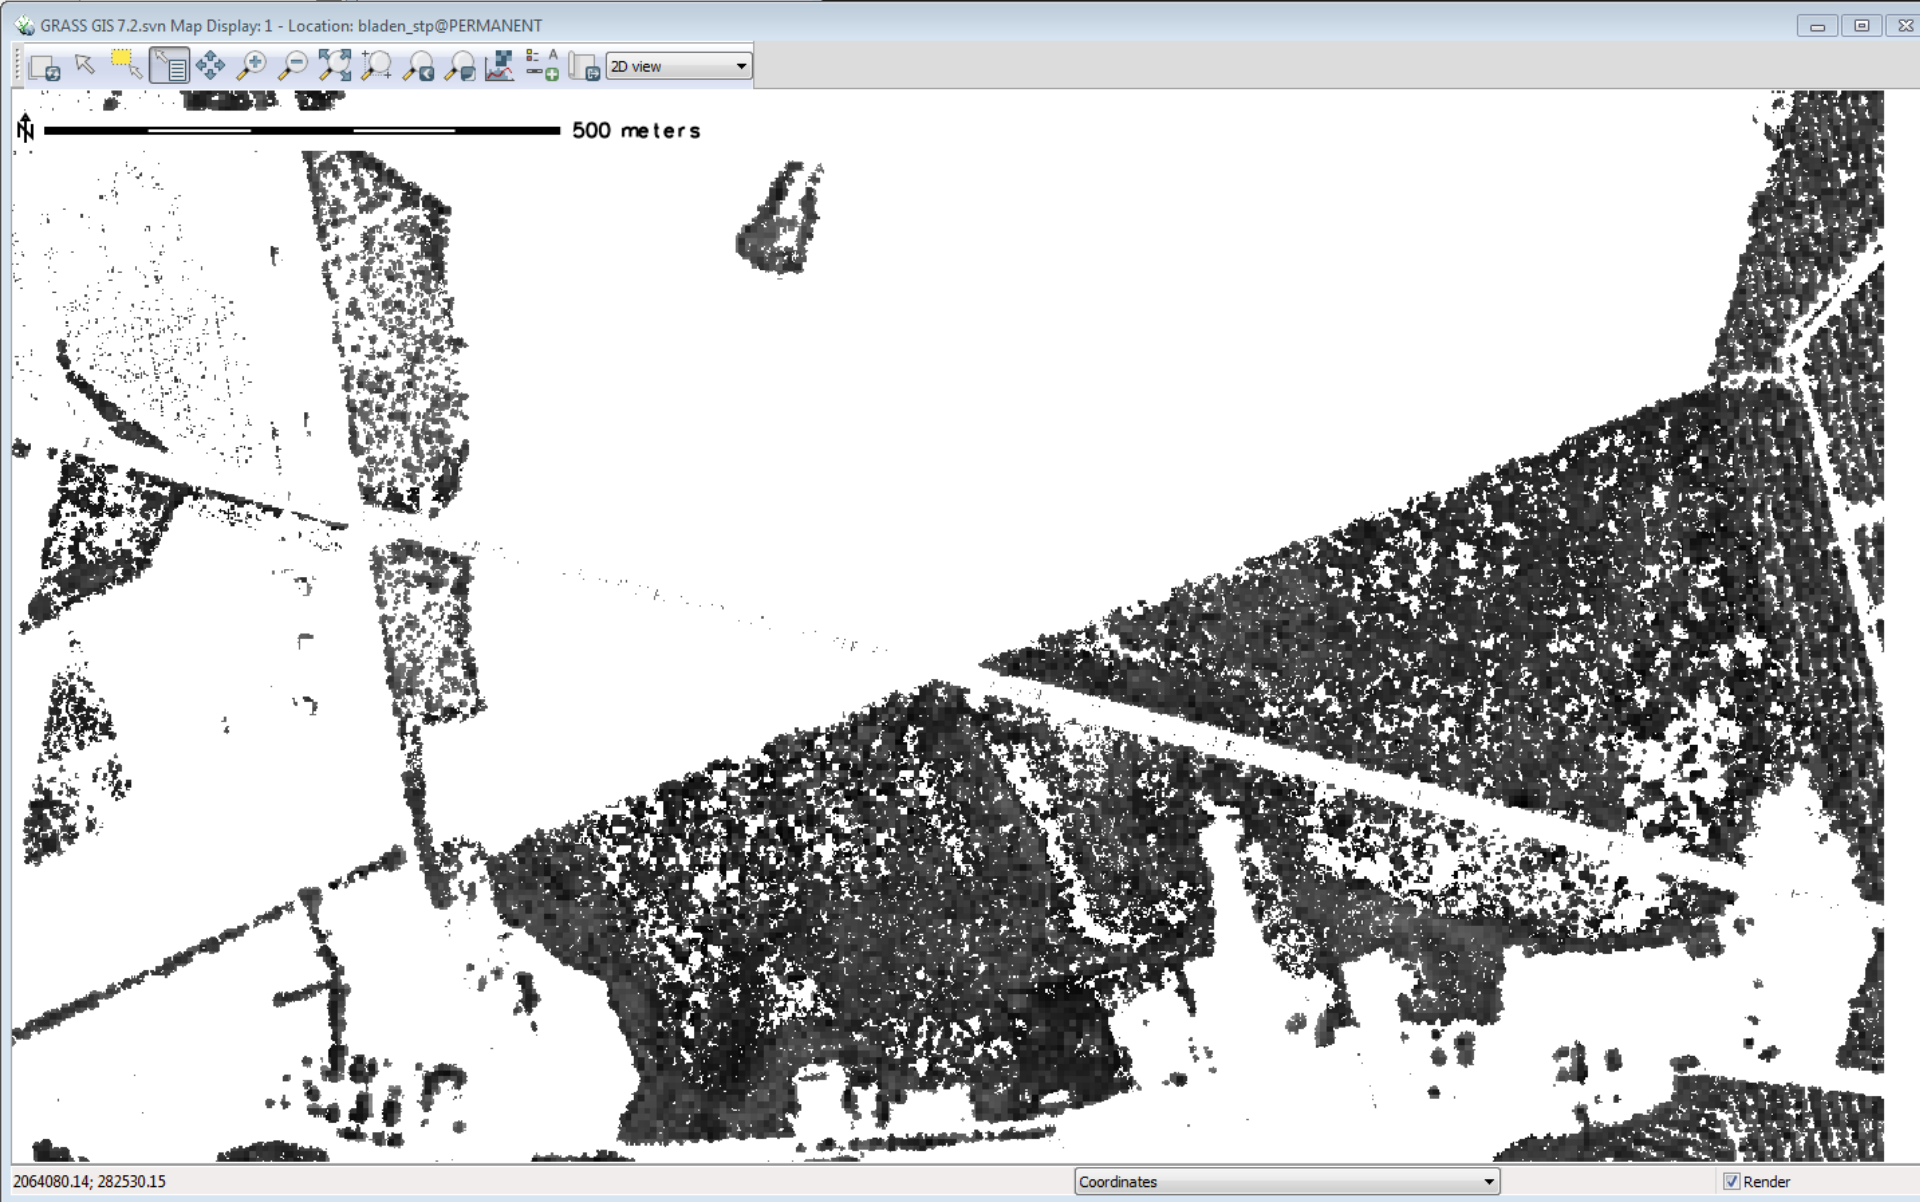 GRASS GIS 7.2.svn Map Display: 1 - Location: bladen_stp@PERMANENT
2D view
N 500 meters
2064080.14; 282530.15
Coordinates
Render